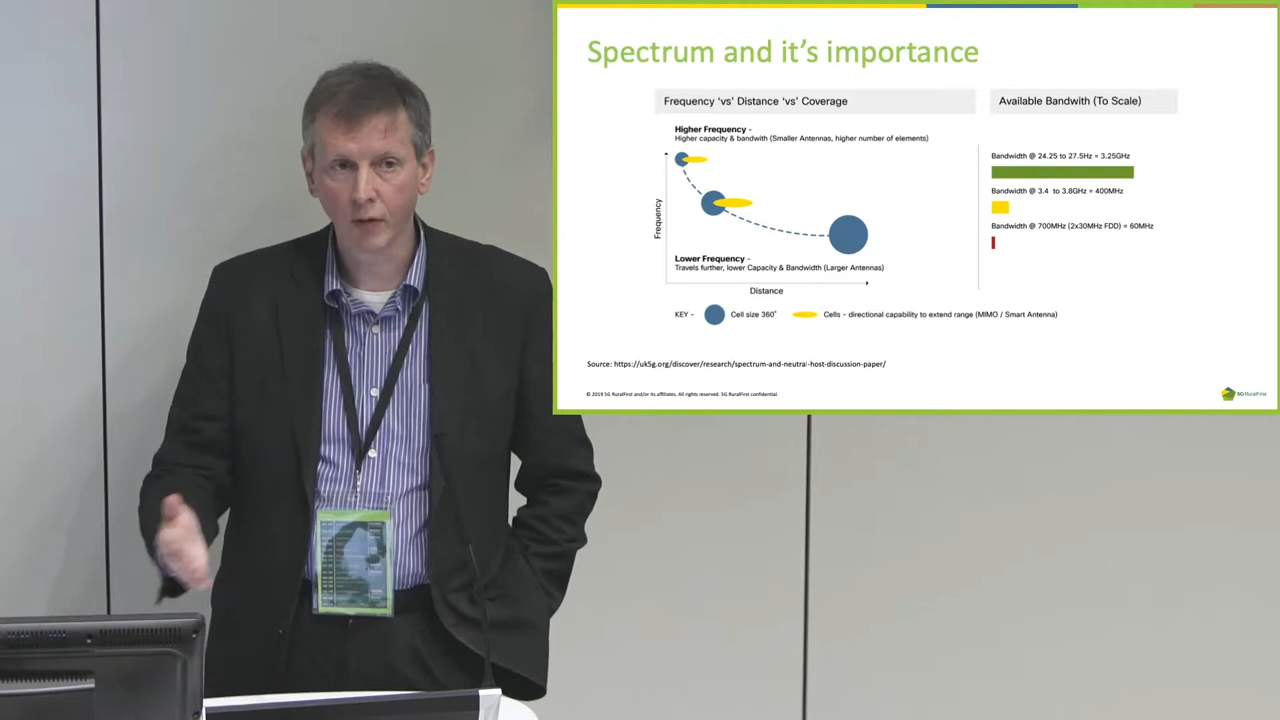 Spectrum and it's importance
Frequency 'vs' Distance 'vs' Coverage
Available Bandwith (To Scale)
Higher Frequency -
Higher capacity & bandwith (Smaller Antennas, higher number of elements)
Frequency
Lower Frequency -
Travels further, lower Capacity & Bandwidth (Larger Antennas)
Distance
KEY -
Cell size 360°
Cells - directional capability to extend range (MIMO / Smart Antenna)
Bandwidth @ 24.25 to 27.5Hz = 3.25GHz
Bandwidth @ 3.4 to 3.8GHz = 400MHz
Bandwidth @ 700MHz (2x30MHz FDD) = 60MHz
Source: https://uk5g.org/discover/research/spectrum-and-neutral-host-discussion-paper/
© 2019 5G RuralFirst and/or its affiliates. All rights reserved. 5G RuralFirst confidential.
5G RuralFirst